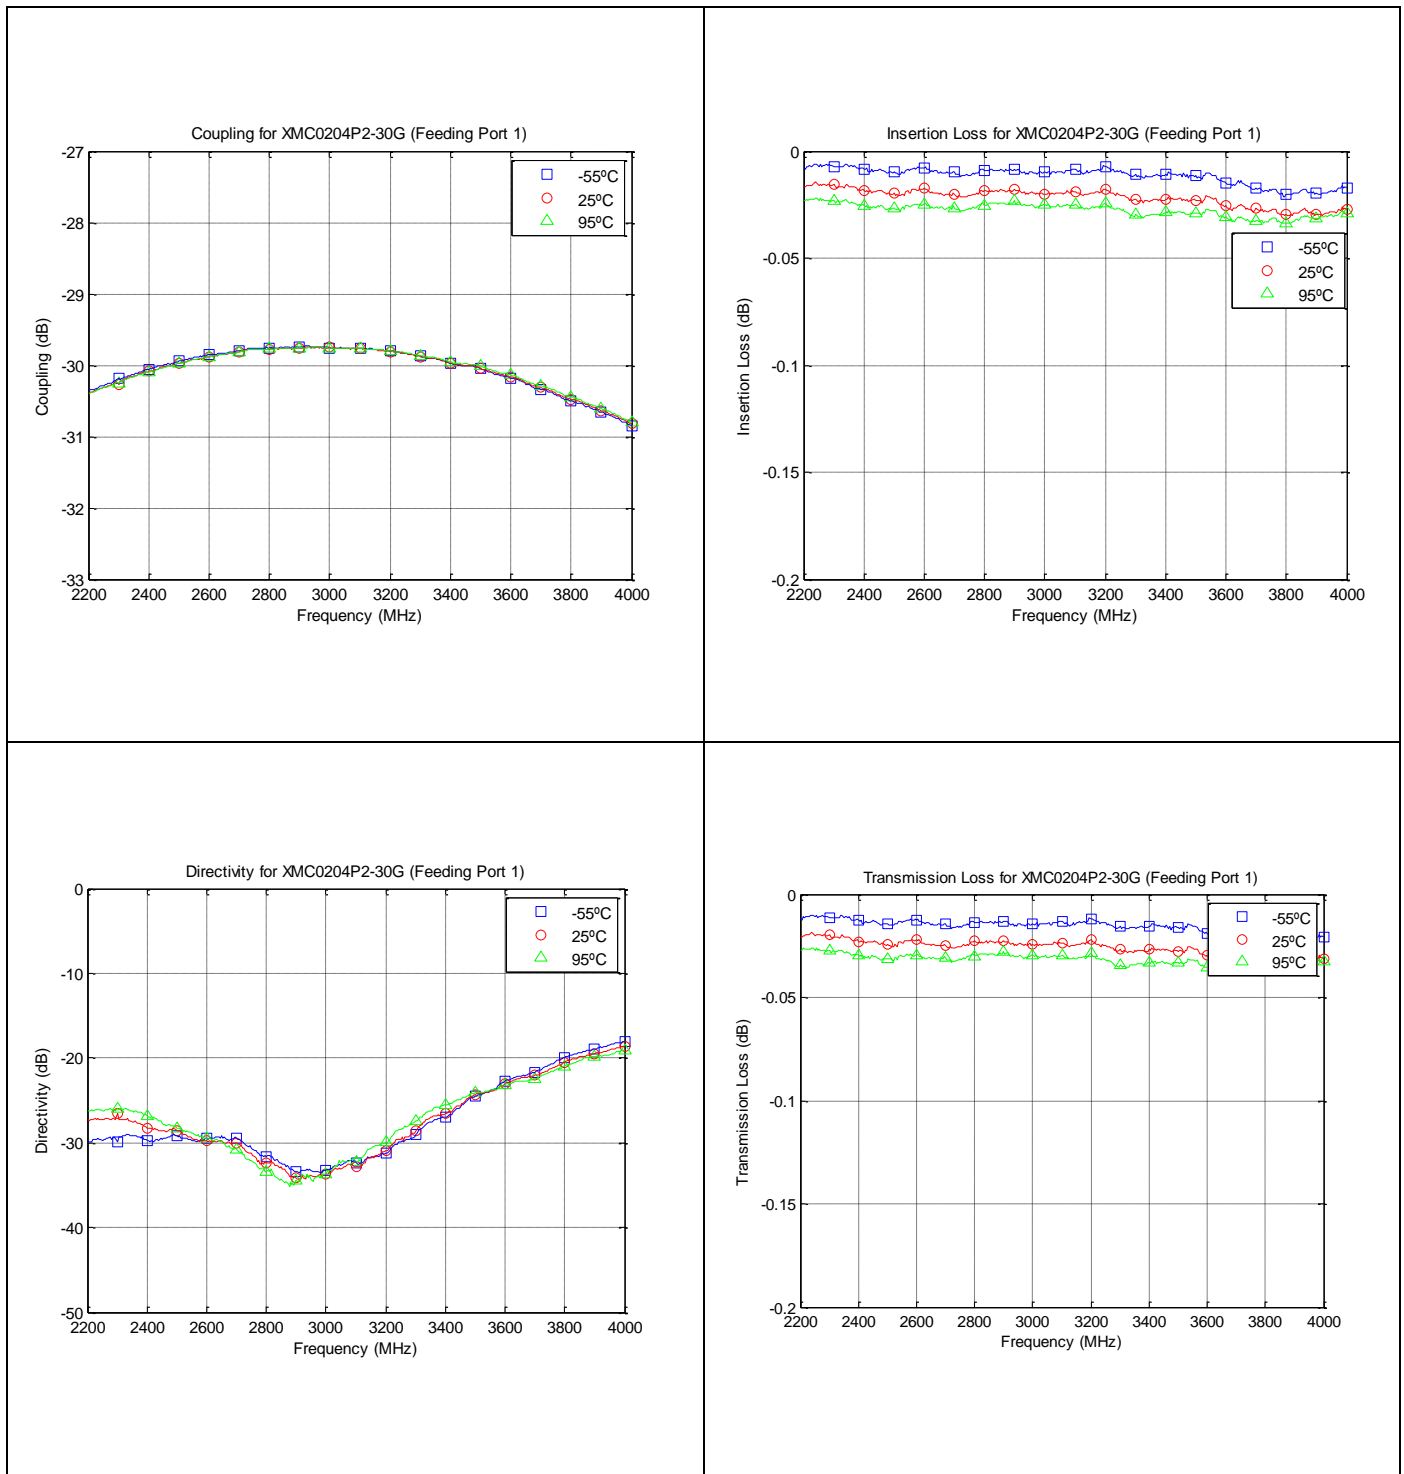 Coupling for XMC0204P2-30G (Feeding Port 1)
-27
-28
-29
-30
-31
-32
-33
Coupling (dB)
-55ºC
25ºC
95ºC
2200 2400 2600 2800 3000 3200 3400 3600 3800 4000
Frequency (MHz)
Insertion Loss for XMC0204P2-30G (Feeding Port 1)
0
-0.05
-0.1
-0.15
-0.2
Insertion Loss (dB)
-55ºC
25ºC
95ºC
2200 2400 2600 2800 3000 3200 3400 3600 3800 4000
Frequency (MHz)
Directivity for XMC0204P2-30G (Feeding Port 1)
0
-10
-20
-30
-40
-50
Directivity (dB)
-55ºC
25ºC
95ºC
2200 2400 2600 2800 3000 3200 3400 3600 3800 4000
Frequency (MHz)
Transmission Loss for XMC0204P2-30G (Feeding Port 1)
0
-0.05
-0.1
-0.15
-0.2
Transmission Loss (dB)
-55ºC
25ºC
95ºC
2200 2400 2600 2800 3000 3200 3400 3600 3800 4000
Frequency (MHz)